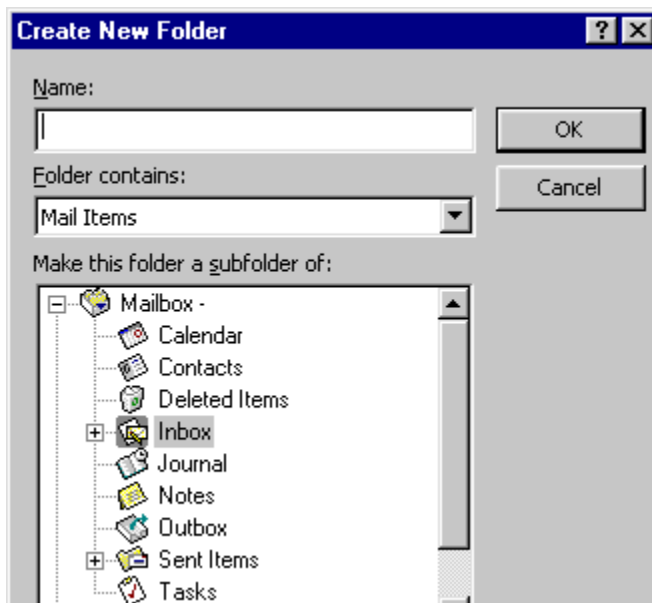 Create New Folder
Name:
OK
Folder contains:
Cancel
Mail Items
Make this folder a subfolder of:
Mailbox -
Calendar
Contacts
Deleted Items
Inbox
Journal
Notes
Outbox
Sent Items
Tasks